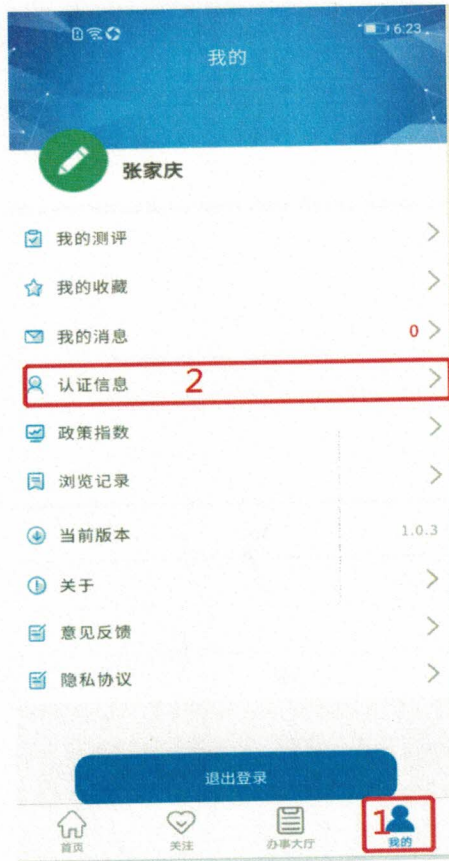 6:23
我的
张家庆
我的测评
我的收藏
我的消息 0
认证信息 2
政策指数
浏览记录
当前版本 1.0.3
关于
意见反馈
隐私协议
退出登录
首页 关注 办事大厅 1 我的